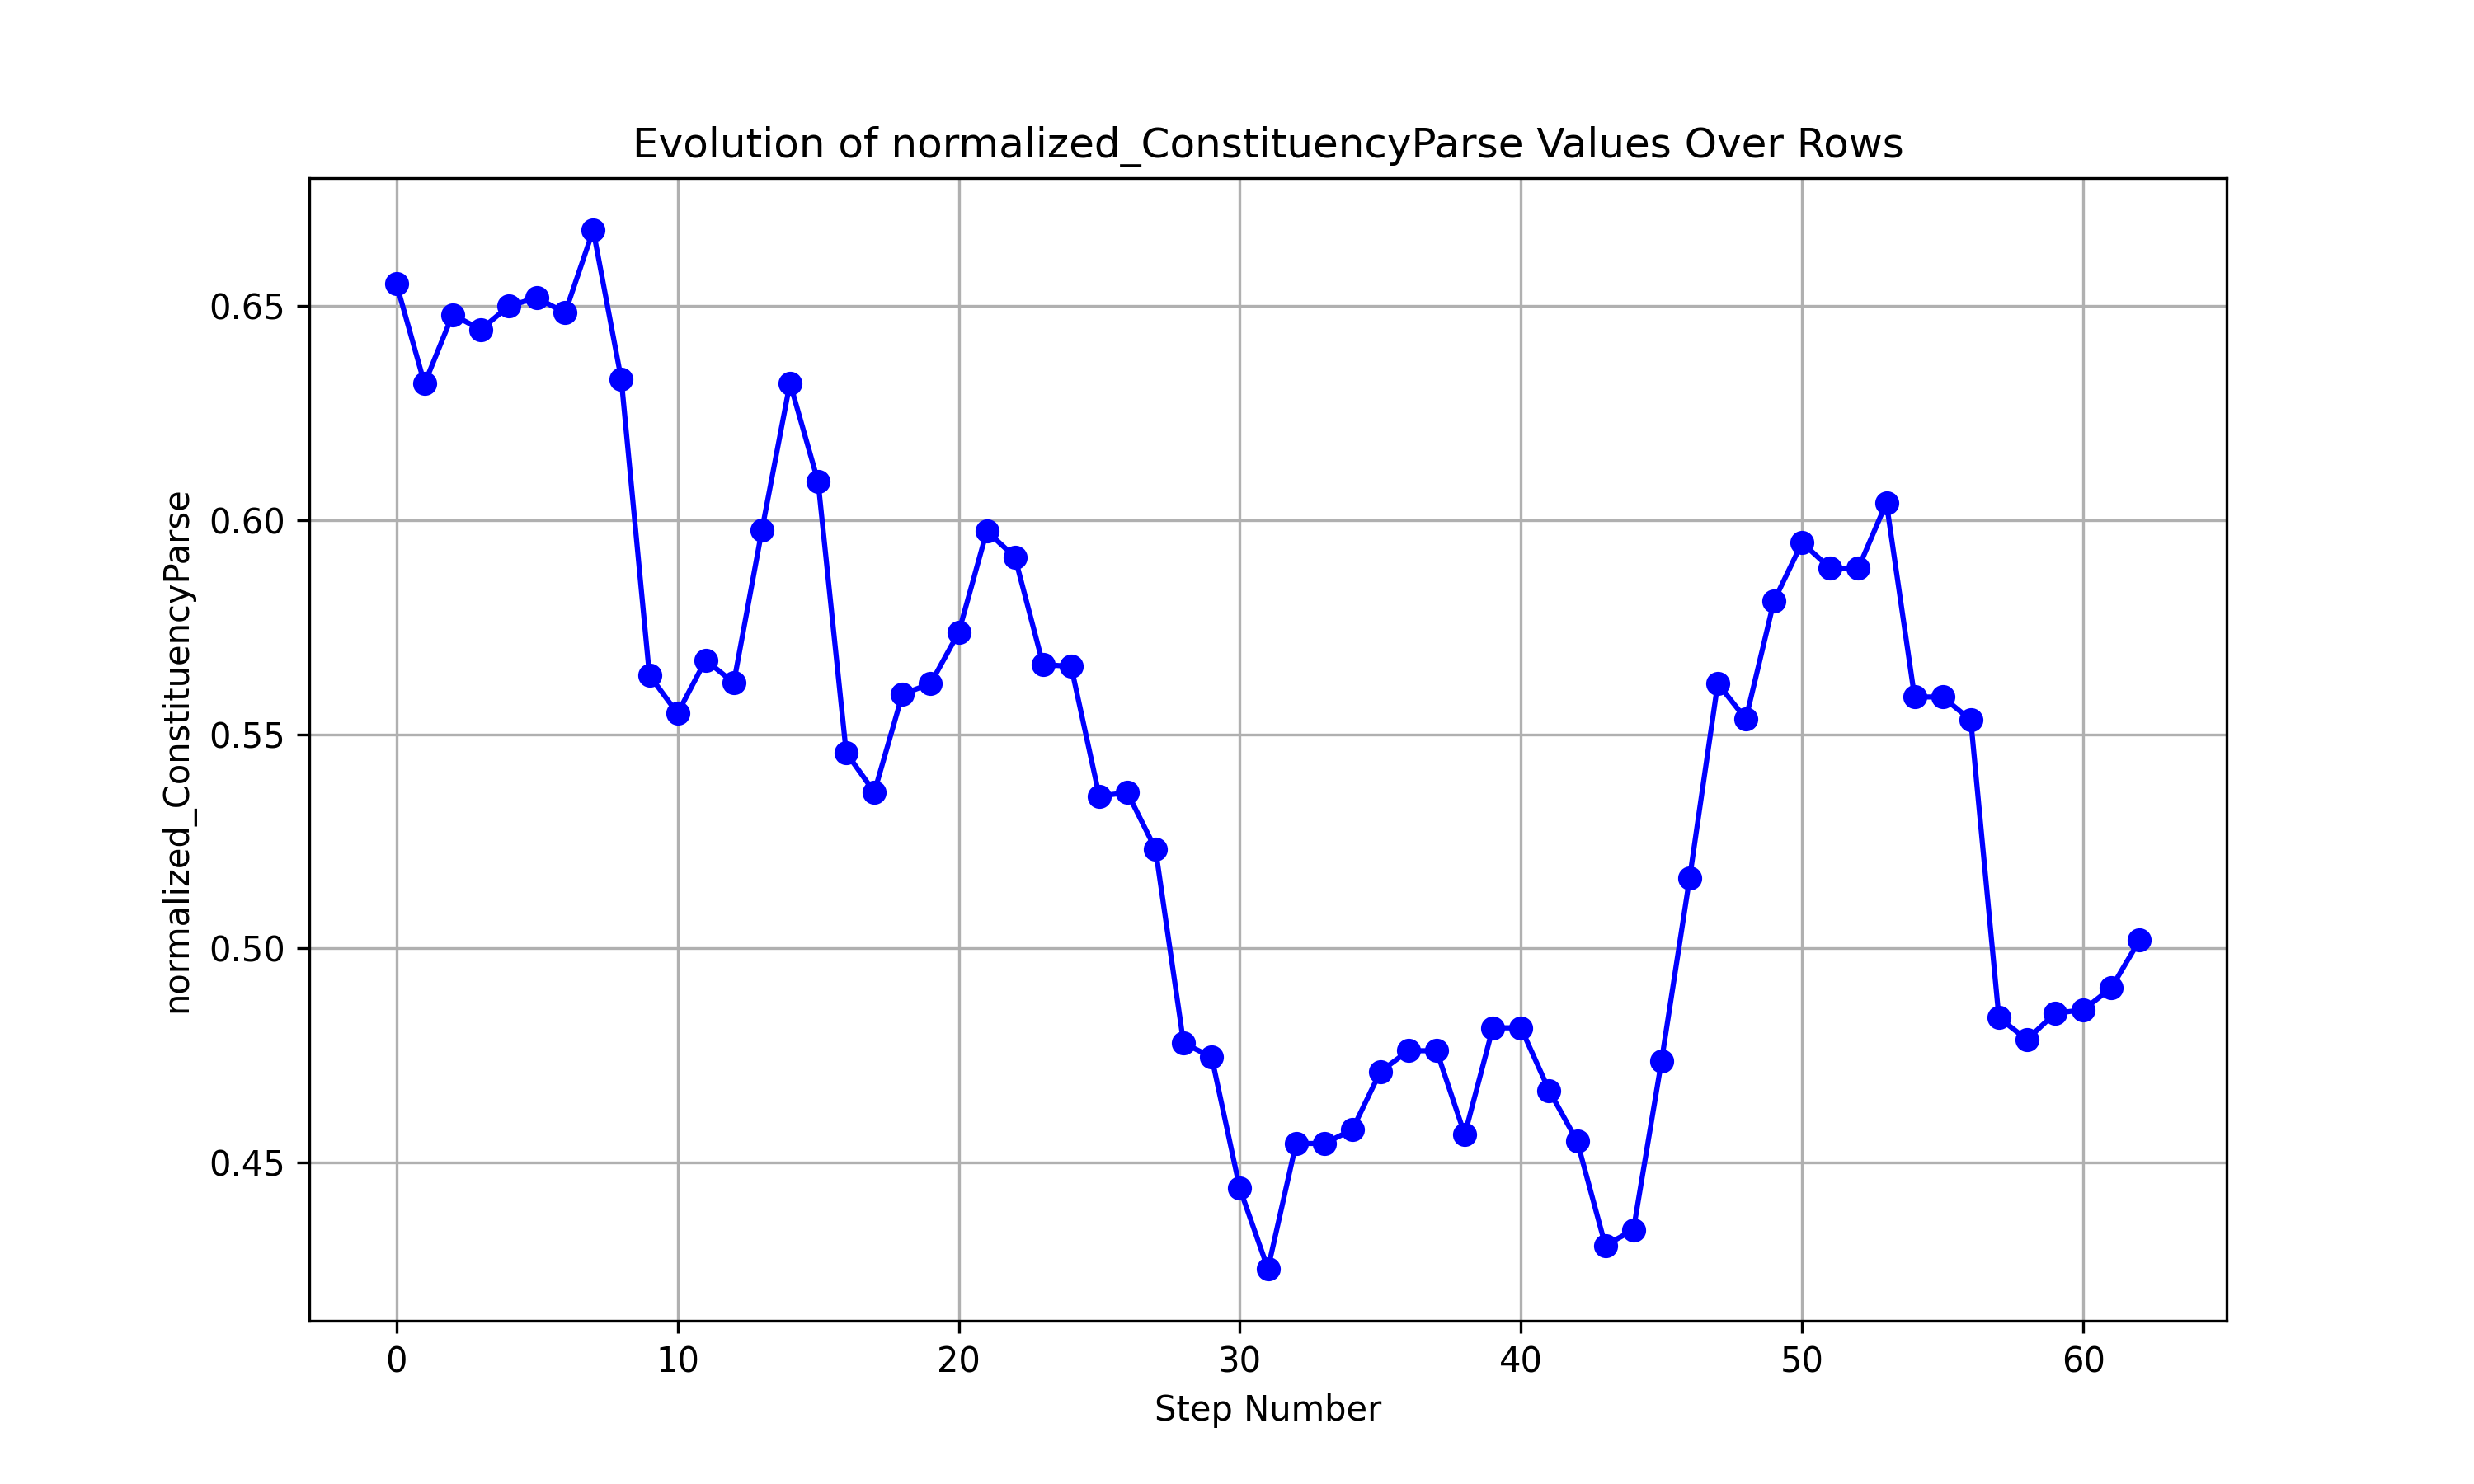 Evolution of normalized_ConstituencyParse Values Over Rows
normalized_ConstituencyParse
0.65
0.60
0.55
0.50
0.45
0 10 20 30 40 50 60
Step Number